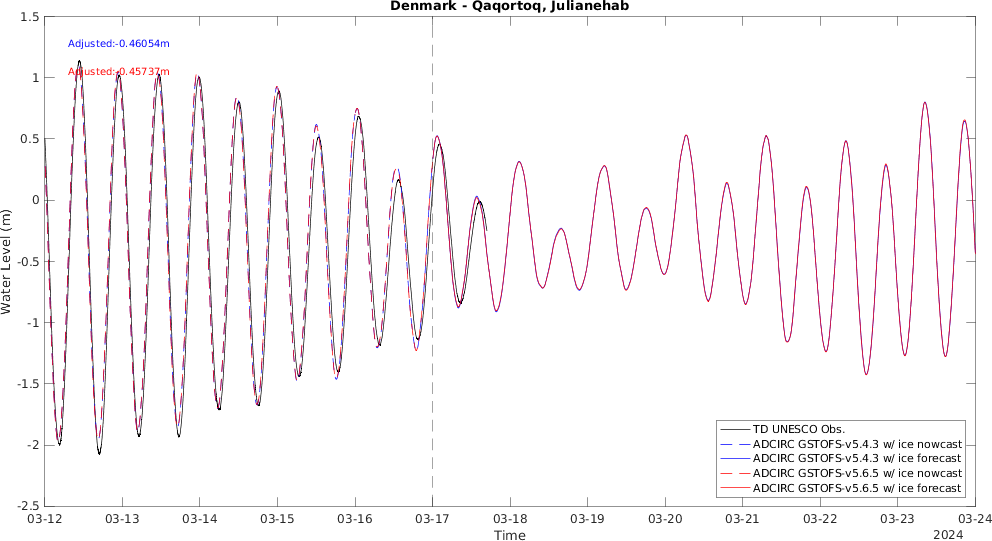 Denmark - Qaqortoq, Julianehab
1.5
1
0.5
0
-0.5
-1
-1.5
-2
-2.5
Water Level (m)
Adjusted:-0.46054m
Adjusted:-0.45737m
TD UNESCO Obs.
ADCIRC GSTOFS-v5.4.3 w/ ice nowcast
ADCIRC GSTOFS-v5.4.3 w/ ice forecast
ADCIRC GSTOFS-v5.6.5 w/ ice nowcast
ADCIRC GSTOFS-v5.6.5 w/ ice forecast
03-12 03-13 03-14 03-15 03-16 03-17 03-18 03-19 03-20 03-21 03-22 03-23 03-24
Time
2024